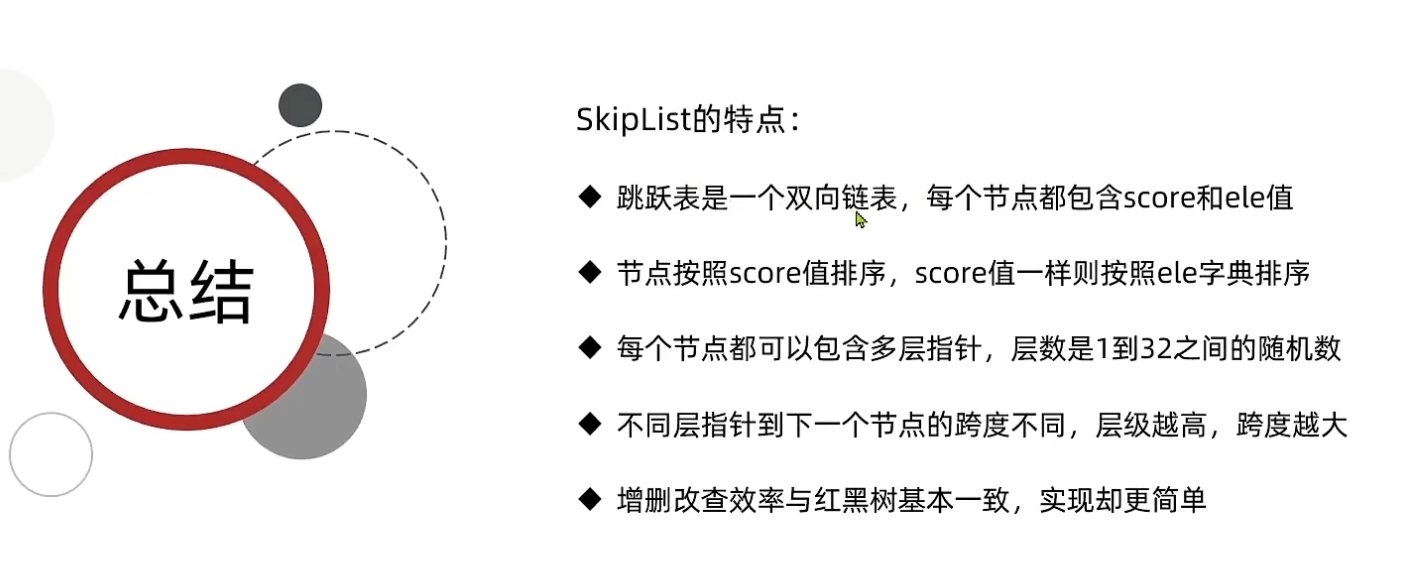 总结
SkipList的特点：
◆ 跳跃表是一个双向链表，每个节点都包含score和ele值
◆ 节点按照score值排序，score值一样则按照ele字典排序
◆ 每个节点都可以包含多层指针，层数是1到32之间的随机数
◆ 不同层指针到下一个节点的跨度不同，层级越高，跨度越大
◆ 增删改查效率与红黑树基本一致，实现却更简单